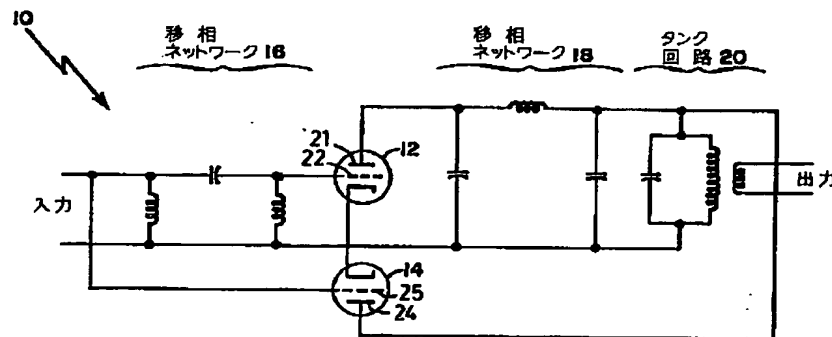 10
移相
ネットワーク 16
移相
ネットワーク 18
タンク
回路 20
21
22
12
入力
出力
14
25
24